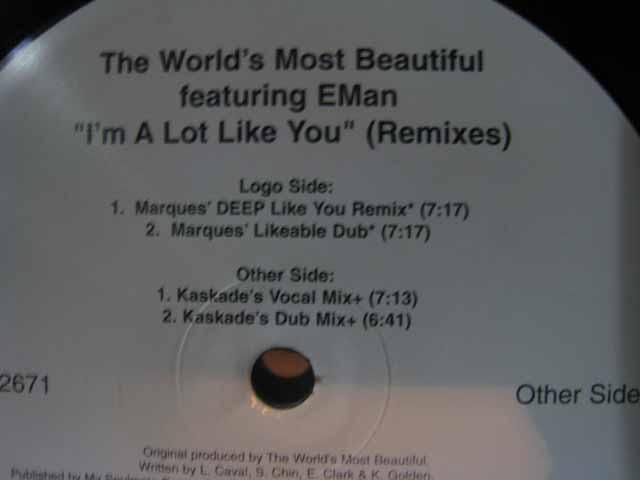 The World's Most Beautiful
featuring EMan
"I'm A Lot Like You" (Remixes)
Logo Side:
1. Marques' DEEP Like You Remix* (7:17)
2. Marques' Likeable Dub* (7:17)
Other Side:
1. Kaskade's Vocal Mix+ (7:13)
2. Kaskade's Dub Mix+ (6:41)
2671
Other Side
Original produced by The World's Most Beautiful.
Written by L. Caval, S. Chin, E. Clark & K. Golden.
Published by My